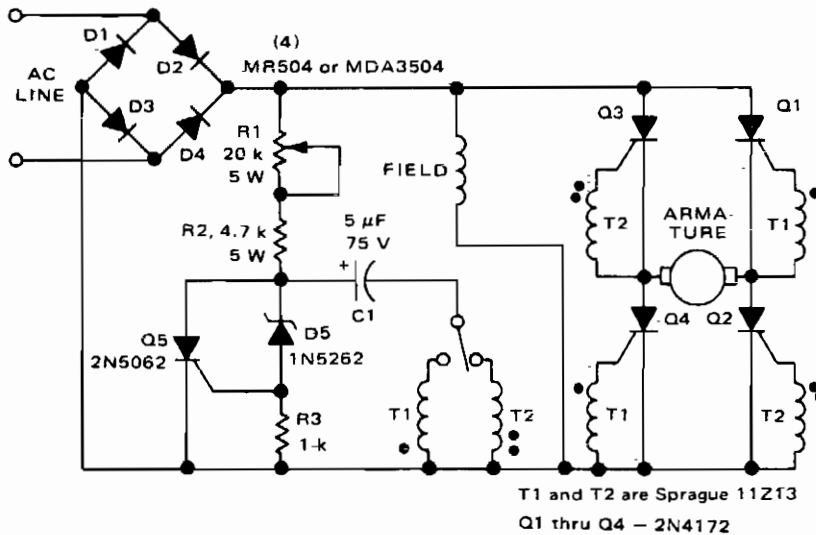 D1
D2
AC
LINE
D3
D4
(4)
MR504 or MDA3504
R1
20 k
5 W
R2, 4.7 k
5 W
5 µF
75 V
+
C1
FIELD
Q3
Q1
T2
ARMA-
TURE
T1
Q5
2N5062
D5
1N5262
R3
1-k
T1
T2
Q4
Q2
T1
T2
T1 and T2 are Sprague 11Z13
Q1 thru Q4 – 2N4172